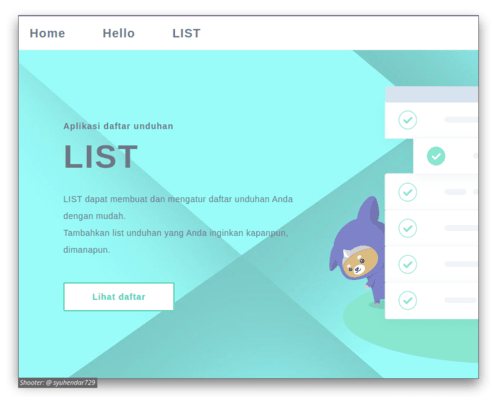 Home Hello LIST
Aplikasi daftar unduhan
LIST
LIST dapat membuat dan mengatur daftar unduhan Anda
dengan mudah.
Tambahkan list unduhan yang Anda inginkan kapanpun,
dimanapun.
Lihat daftar
Shooter: @ syuhendar729